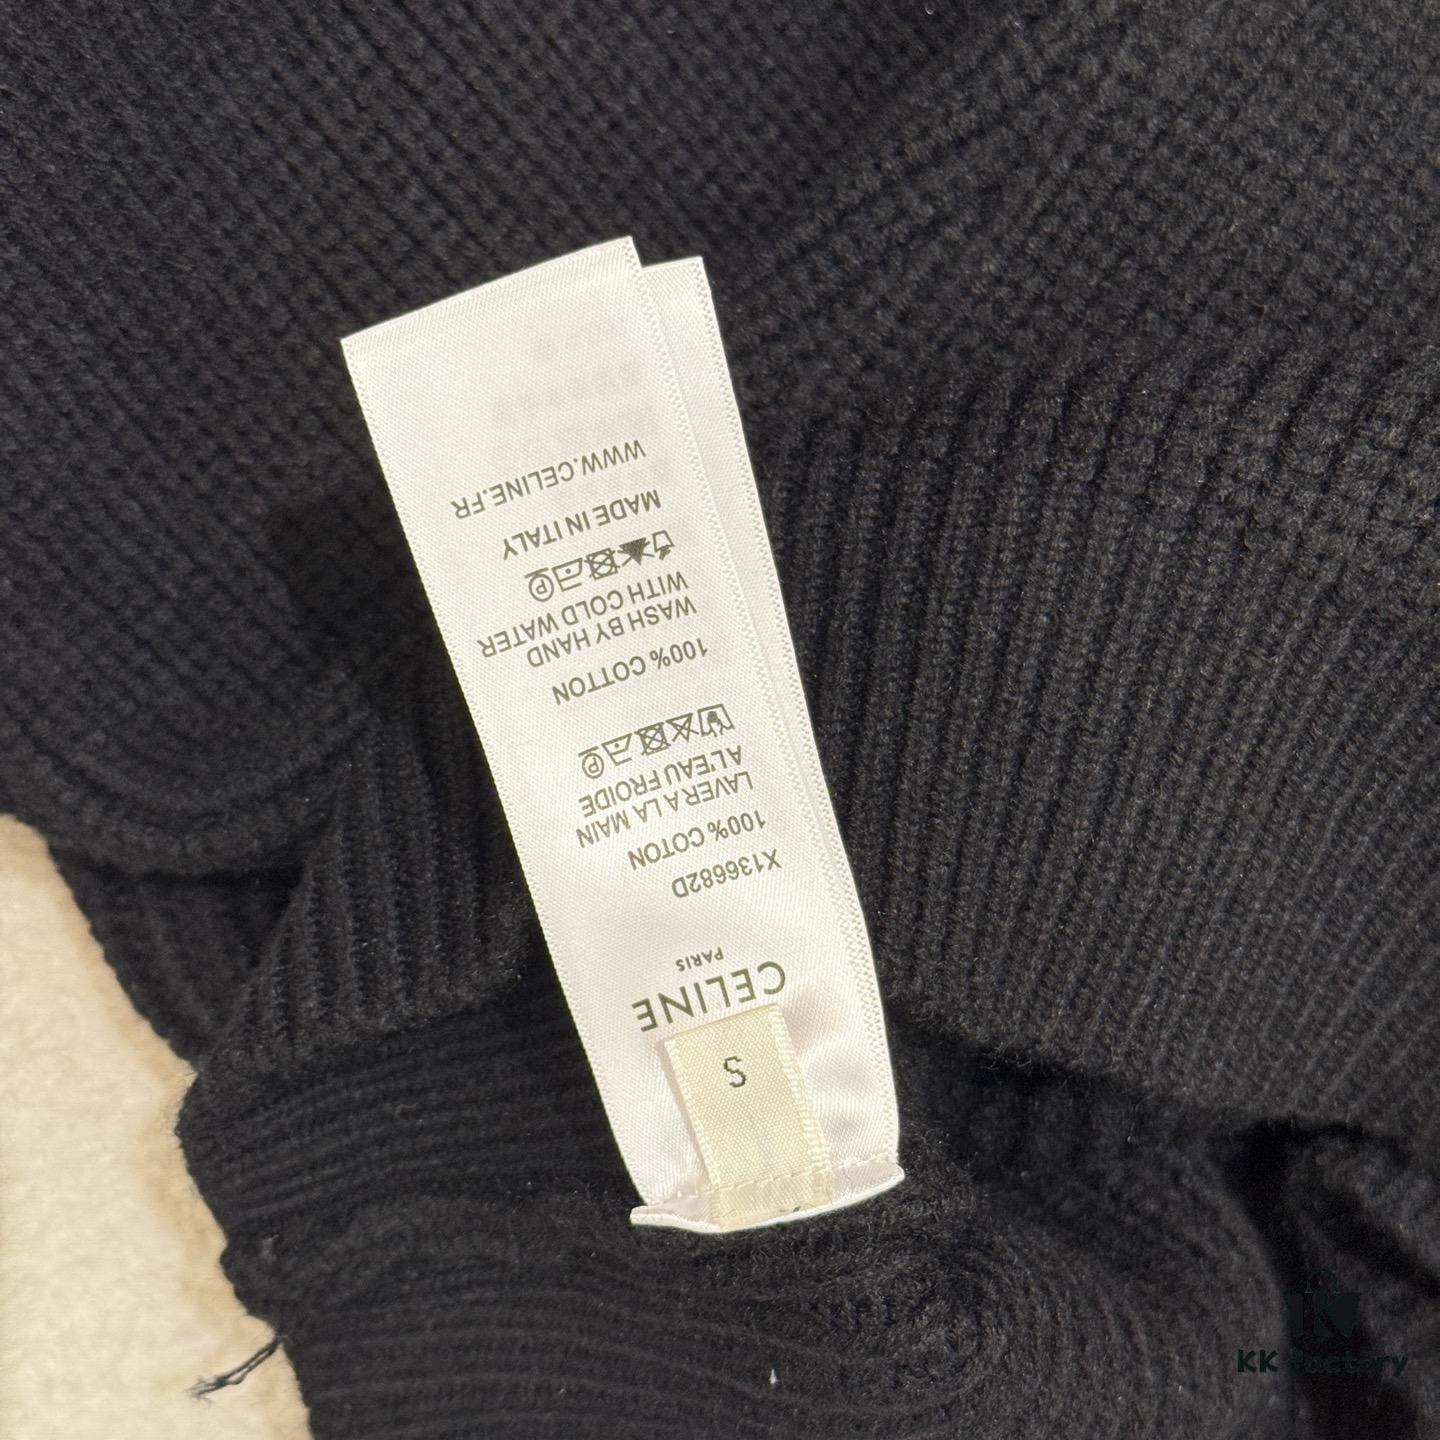 S
CELINE
PARIS
X136682D
100% COTON
LAVER A LA MAIN
A L'EAU FROIDE
P
100% COTTON
WASH BY HAND
WITH COLD WATER
P
MADE IN ITALY
WWW.CELINE.FR
KK Factory